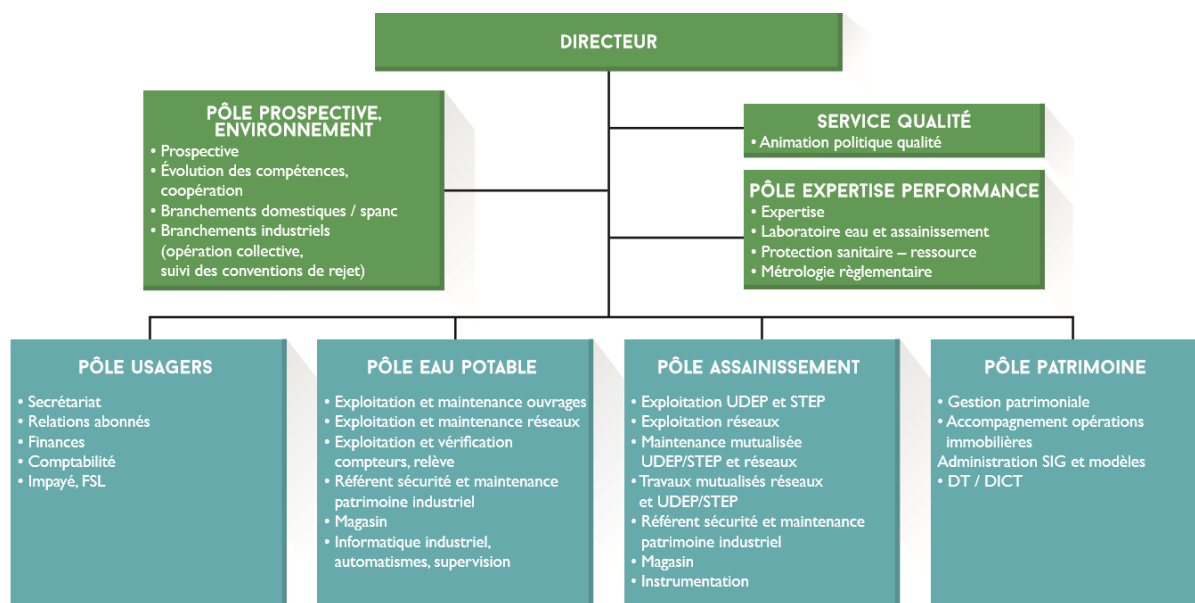 DIRECTEUR
PÔLE PROSPECTIVE,
ENVIRONNEMENT
• Prospective
• Évolution des compétences,
coopération
• Branchements domestiques / spanc
• Branchements industriels
(opération collective,
suivi des conventions de rejet)
SERVICE QUALITÉ
• Animation politique qualité
PÔLE EXPERTISE PERFORMANCE
• Expertise
• Laboratoire eau et assainissement
• Protection sanitaire – ressource
• Métrologie règlementaire
PÔLE USAGERS
• Secrétariat
• Relations abonnés
• Finances
• Comptabilité
• Impayé, FSL
PÔLE EAU POTABLE
• Exploitation et maintenance ouvrages
• Exploitation et maintenance réseaux
• Exploitation et vérification
compteurs, relève
• Référent sécurité et maintenance
patrimoine industriel
• Magasin
• Informatique industriel,
automatismes, supervision
PÔLE ASSAINISSEMENT
• Exploitation UDEP et STEP
• Exploitation réseaux
• Maintenance mutualisée
UDEP/STEP et réseaux
• Travaux mutualisés réseaux
et UDEP/STEP
• Référent sécurité et maintenance
patrimoine industriel
• Magasin
• Instrumentation
PÔLE PATRIMOINE
• Gestion patrimoniale
• Accompagnement opérations
immobilières
Administration SIG et modèles
• DT / DICT